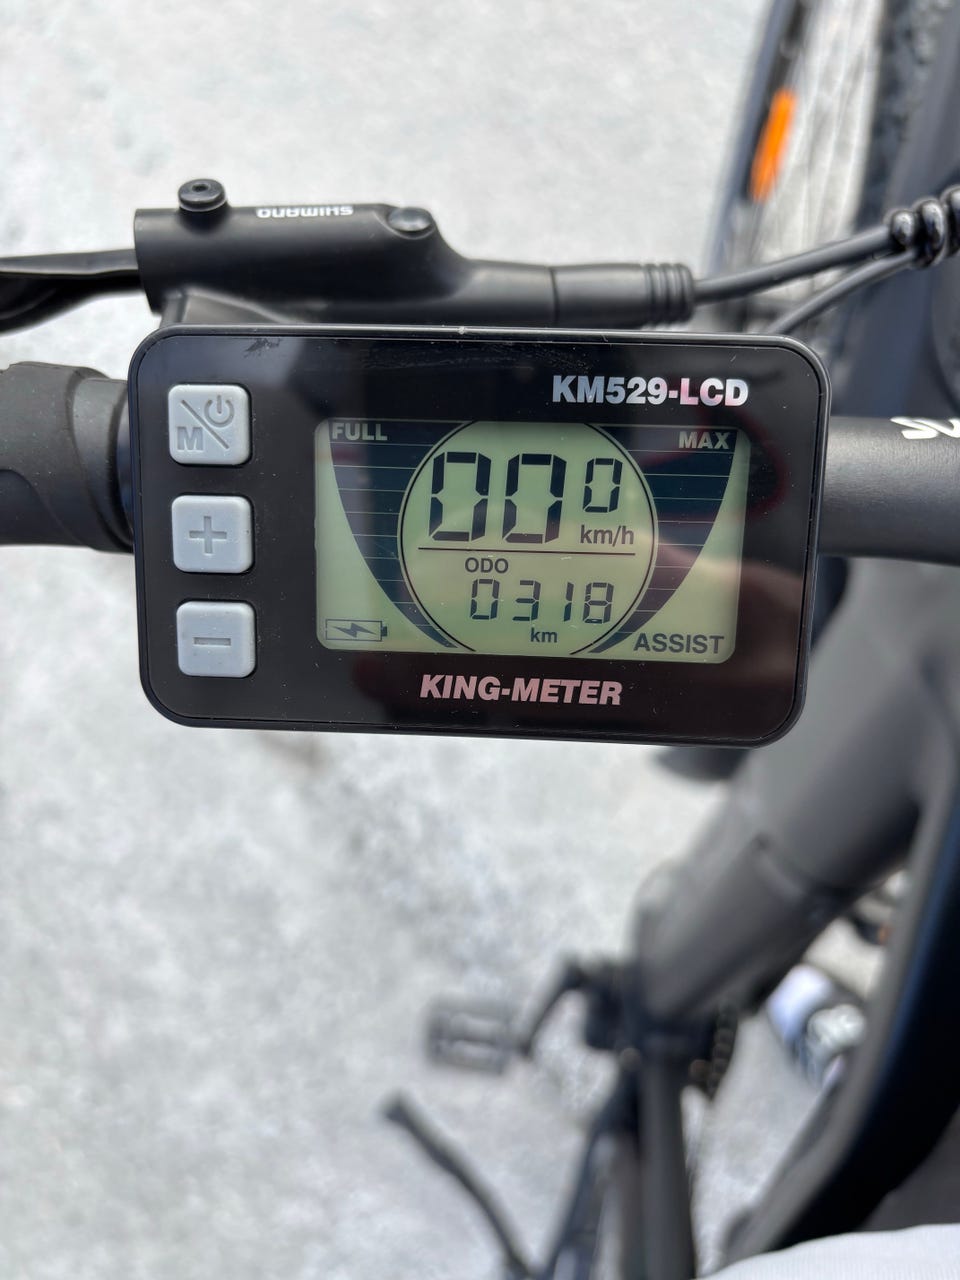 SHIMANO
KM529-LCD
M
FULL
MAX
00.0
km/h
ODO
0318
km
ASSIST
KING-METER